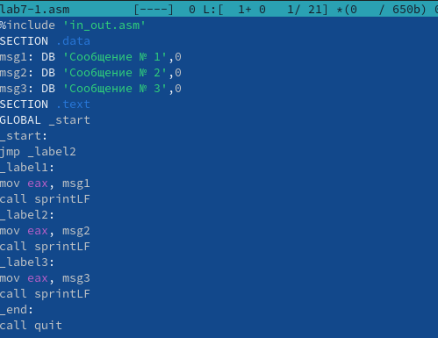 lab7-1.asm [----] 0 L:[ 1+ 0 1/ 21] *(0 / 650b)
%include 'in_out.asm'
SECTION .data
msg1: DB 'Сообщение № 1',0
msg2: DB 'Сообщение № 2',0
msg3: DB 'Сообщение № 3',0
SECTION .text
GLOBAL _start
_start:
jmp _label2
_label1:
mov eax, msg1
call sprintLF
_label2:
mov eax, msg2
call sprintLF
_label3:
mov eax, msg3
call sprintLF
_end:
call quit